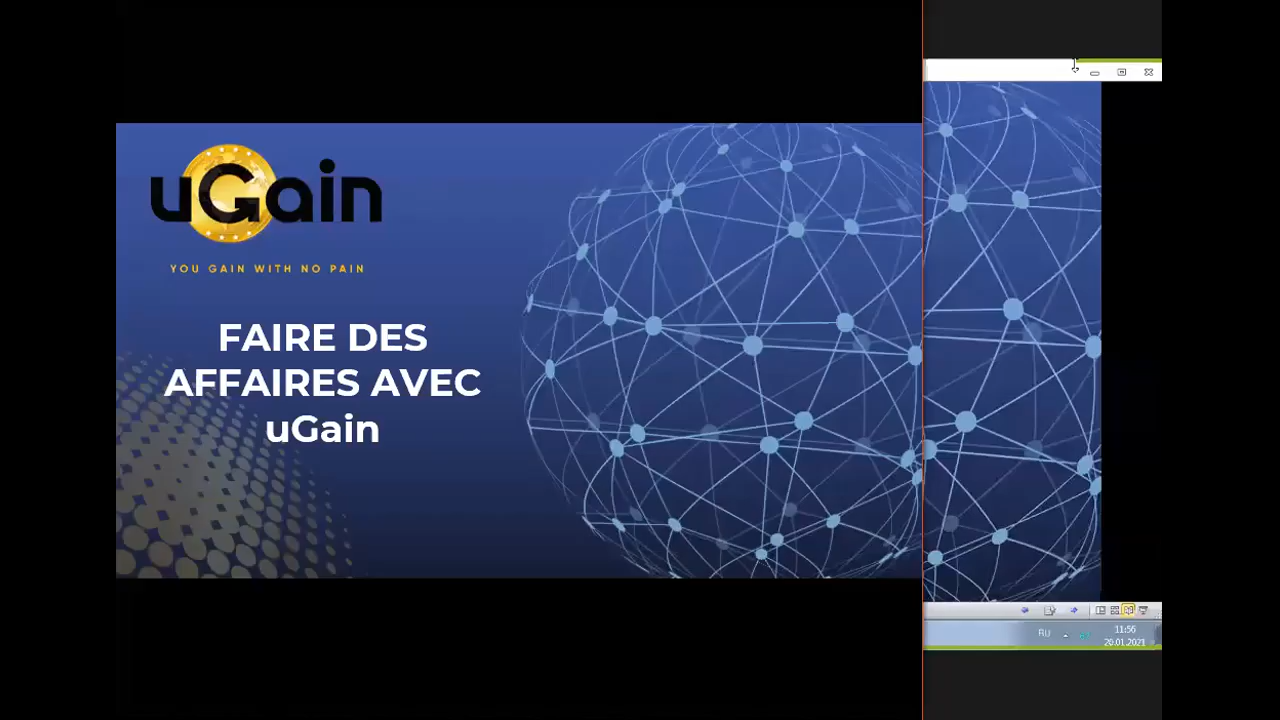 uGain
YOU GAIN WITH NO PAIN
FAIRE DES
AFFAIRES AVEC
uGain
RU
11:56
20.01.2021